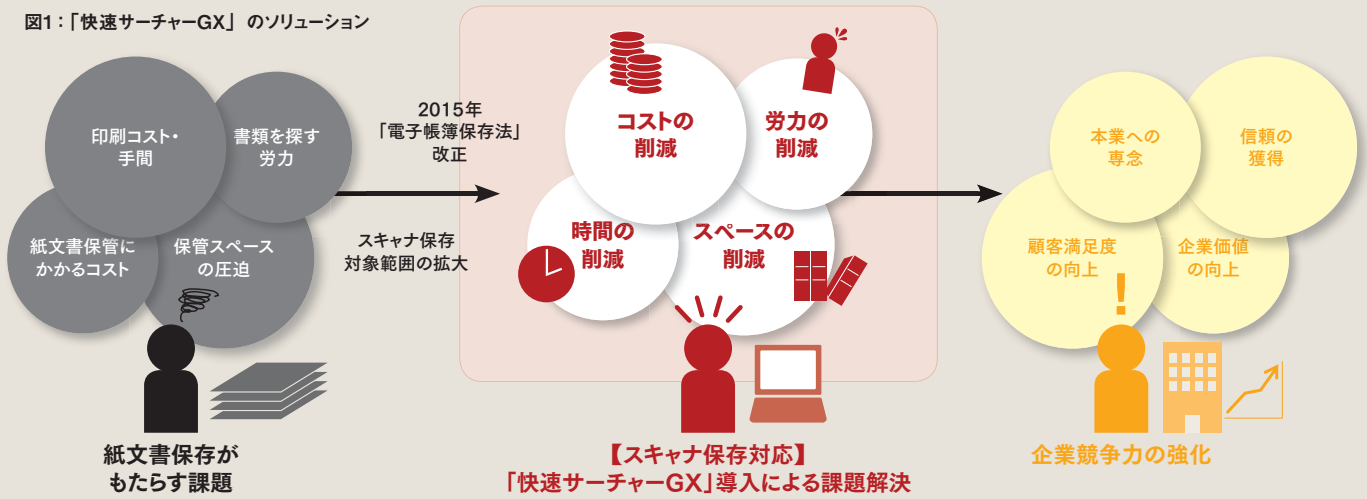 図1：「快速サーチャーGX」のソリューション
印刷コスト・
手間
書類を探す
労力
紙文書保管に
かかるコスト
保管スペース
の圧迫
紙文書保存が
もたらす課題
2015年
「電子帳簿保存法」
改正
スキャナ保存
対象範囲の拡大
コストの
削減
労力の
削減
時間の
削減
スペースの
削減
【スキャナ保存対応】
「快速サーチャーGX」導入による課題解決
本業への
専念
信頼の
獲得
顧客満足度
の向上
企業価値
の向上
!
企業競争力の強化